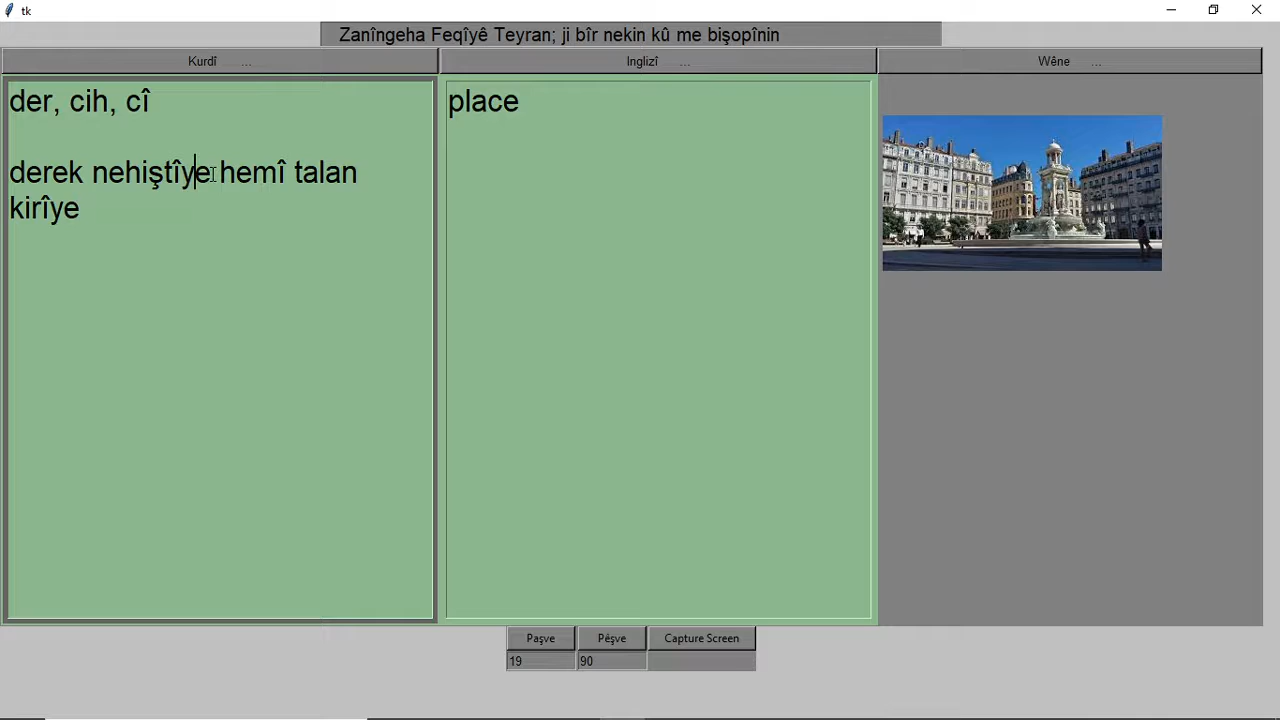 tk
Zanîngeha Feqîyê Teyran; ji bîr nekin kû me bişopînin
Kurdî ...
Inglizî ...
Wêne ...
der, cih, cî
place
derek nehiştîye hemî talan
kirîye
Paşve
Pêşve
Capture Screen
19
90